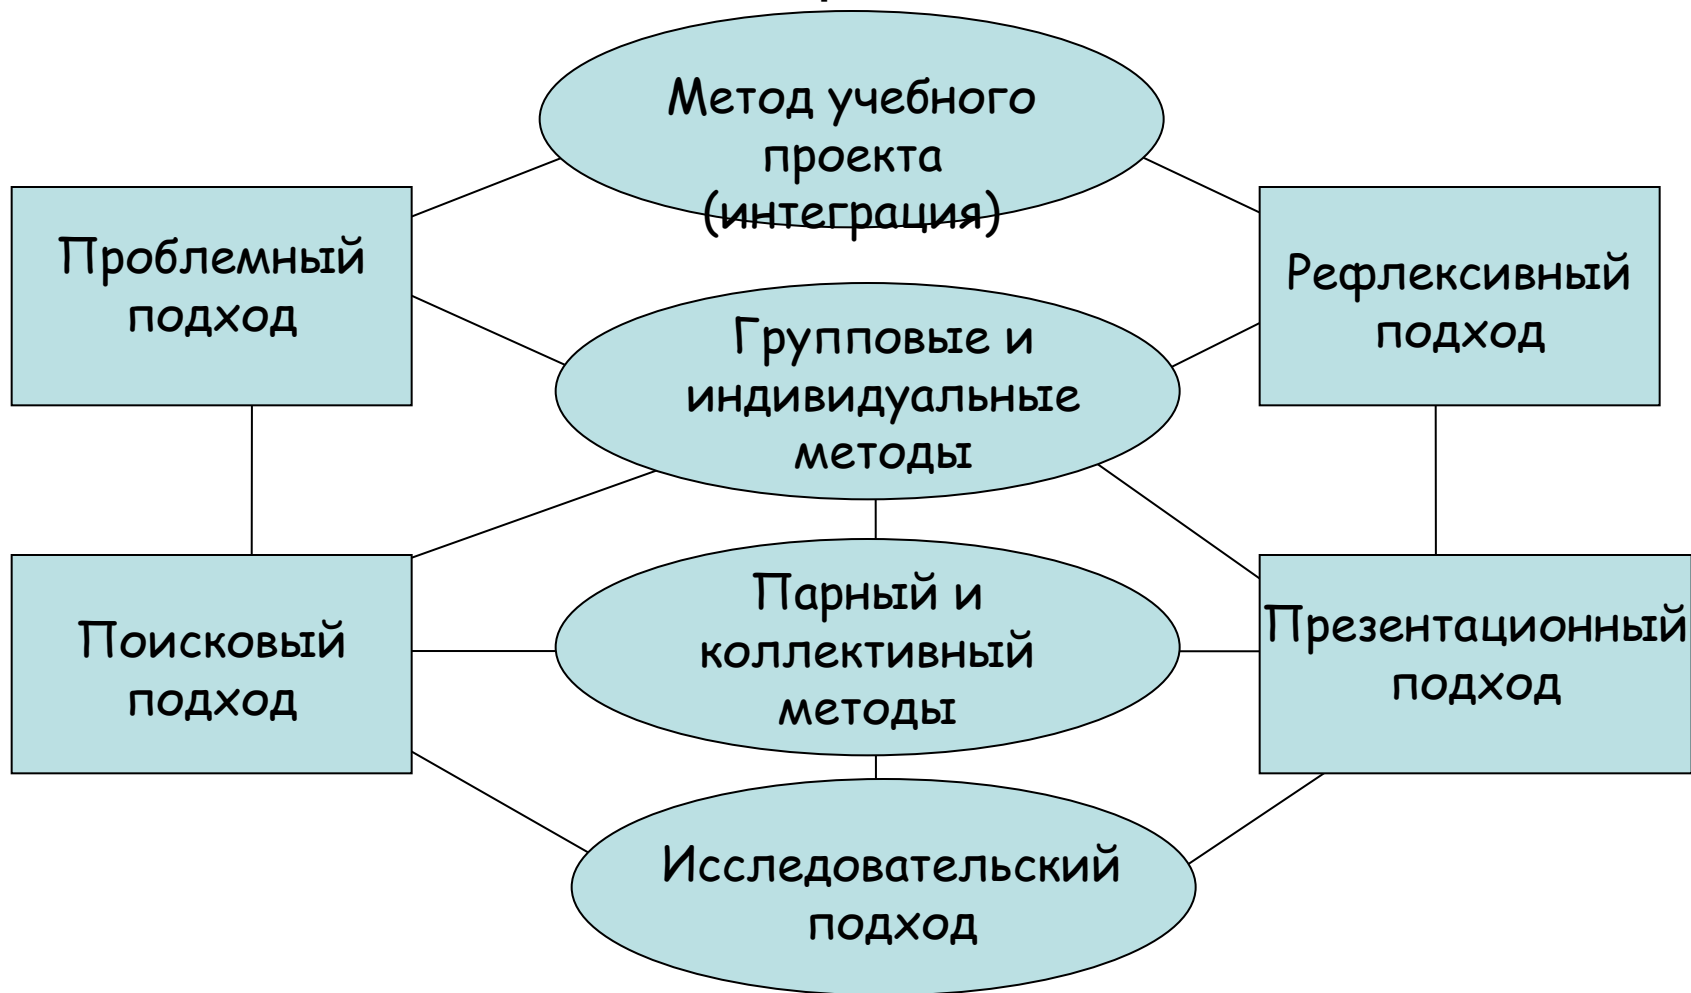 Метод учебного
проекта
(интеграция)
Проблемный
подход
Рефлексивный
подход
Групповые и
индивидуальные
методы
Поисковый
подход
Парный и
коллективный
методы
Презентационный
подход
Исследовательский
подход